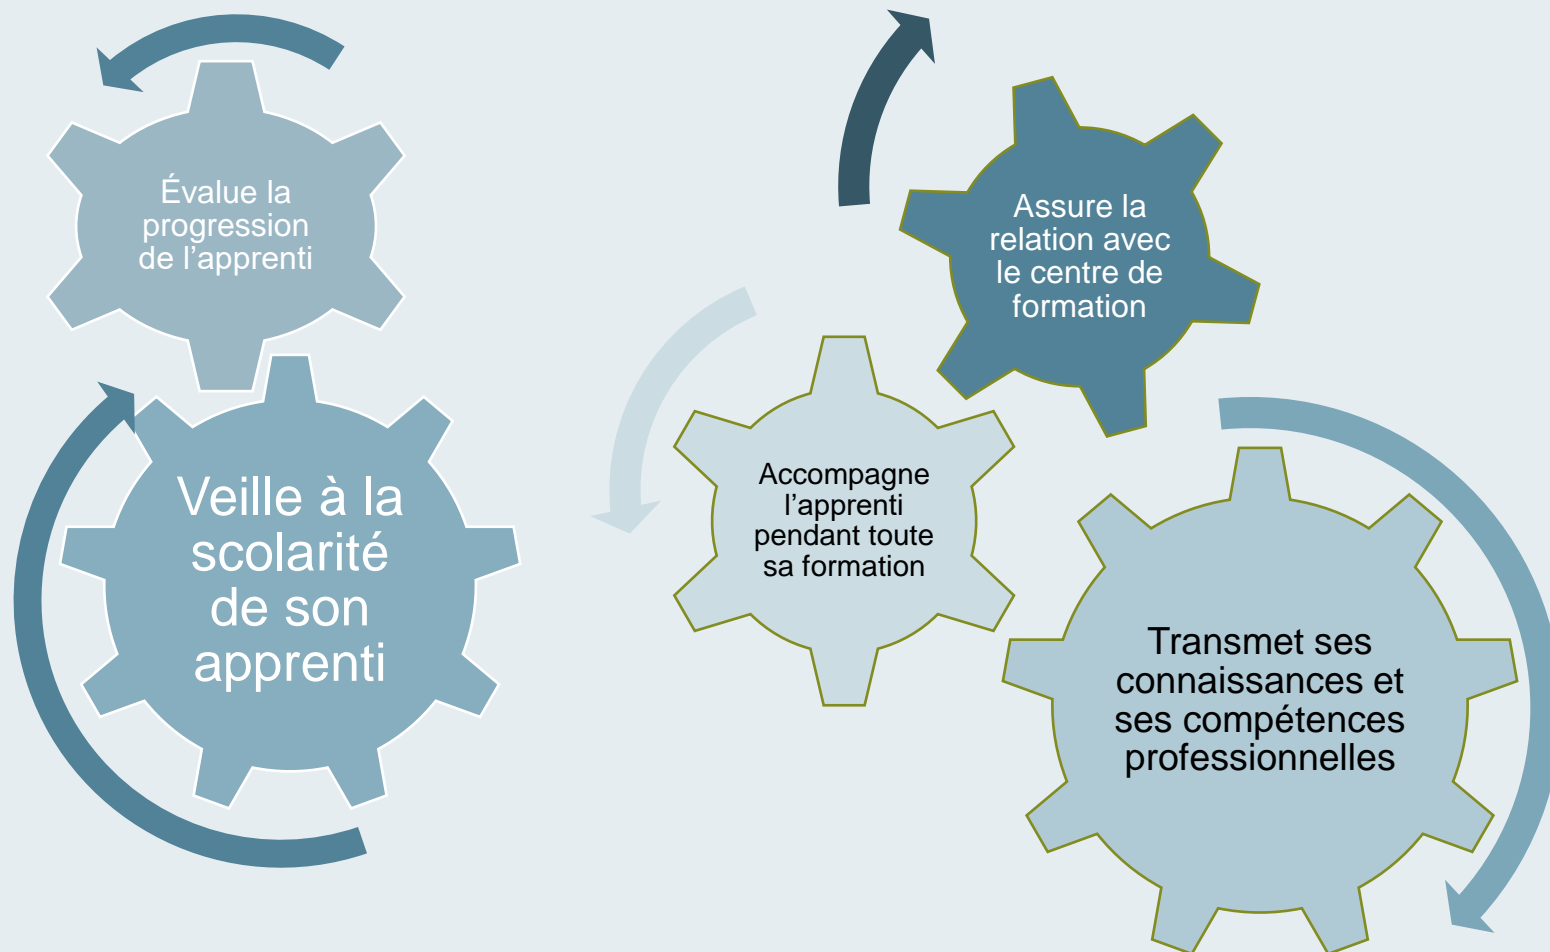 Évalue la
progression
de l’apprenti
Veille à la
scolarité
de son
apprenti
Assure la
relation avec
le centre de
formation
Accompagne
l’apprenti
pendant toute
sa formation
Transmet ses
connaissances et
ses compétences
professionnelles